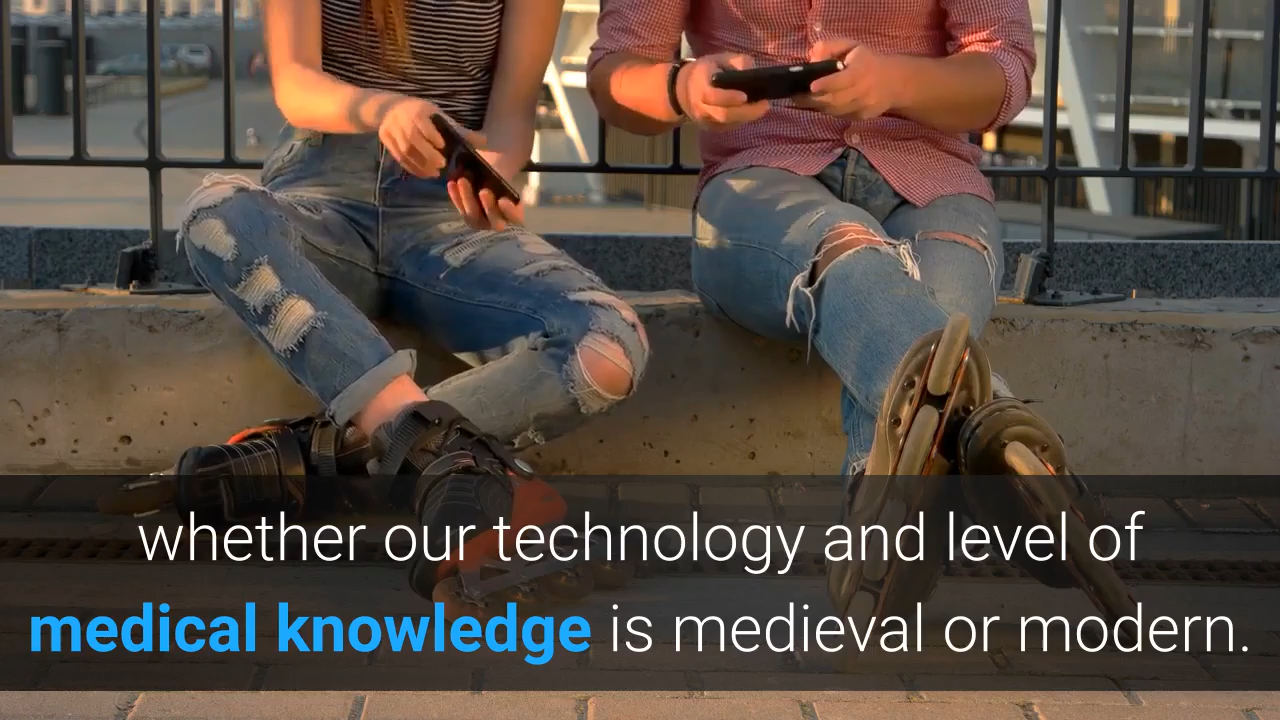 whether our technology and level of
medical knowledge is medieval or modern.